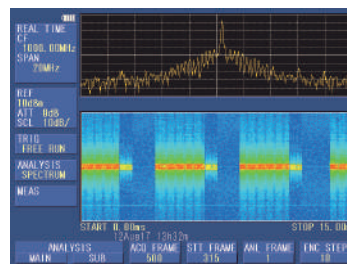 REAL TIME
CF
1000.00MHz
SPAN
20MHz
REF
10dBm
ATT 0dB
SCL 10dB/
TRIG
FREE RUN
ANALYSIS
SPECTRUM
MEAS
START 0.00ms STOP 15.00
12Aug17 13h32m
ANALYSIS ACQ FRAME STT FRAME ANL FRAME ENC STEP
MAIN SUB 500 315 1 10